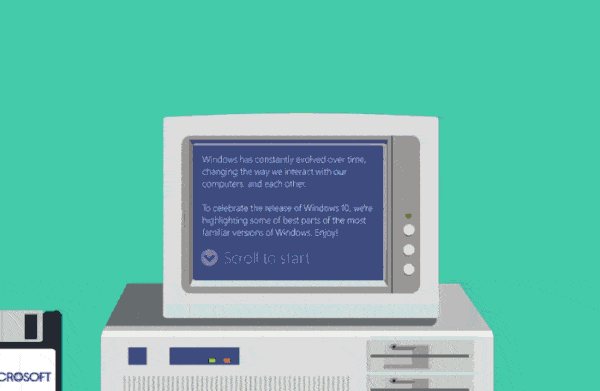 Windows has constantly evolved over time,
changing the way we interact with our
computers, and each other.
To celebrate the release of Windows 10, we're
highlighting some of best parts of the most
familiar versions of Windows. Enjoy!
Scroll to start
CROSOFT